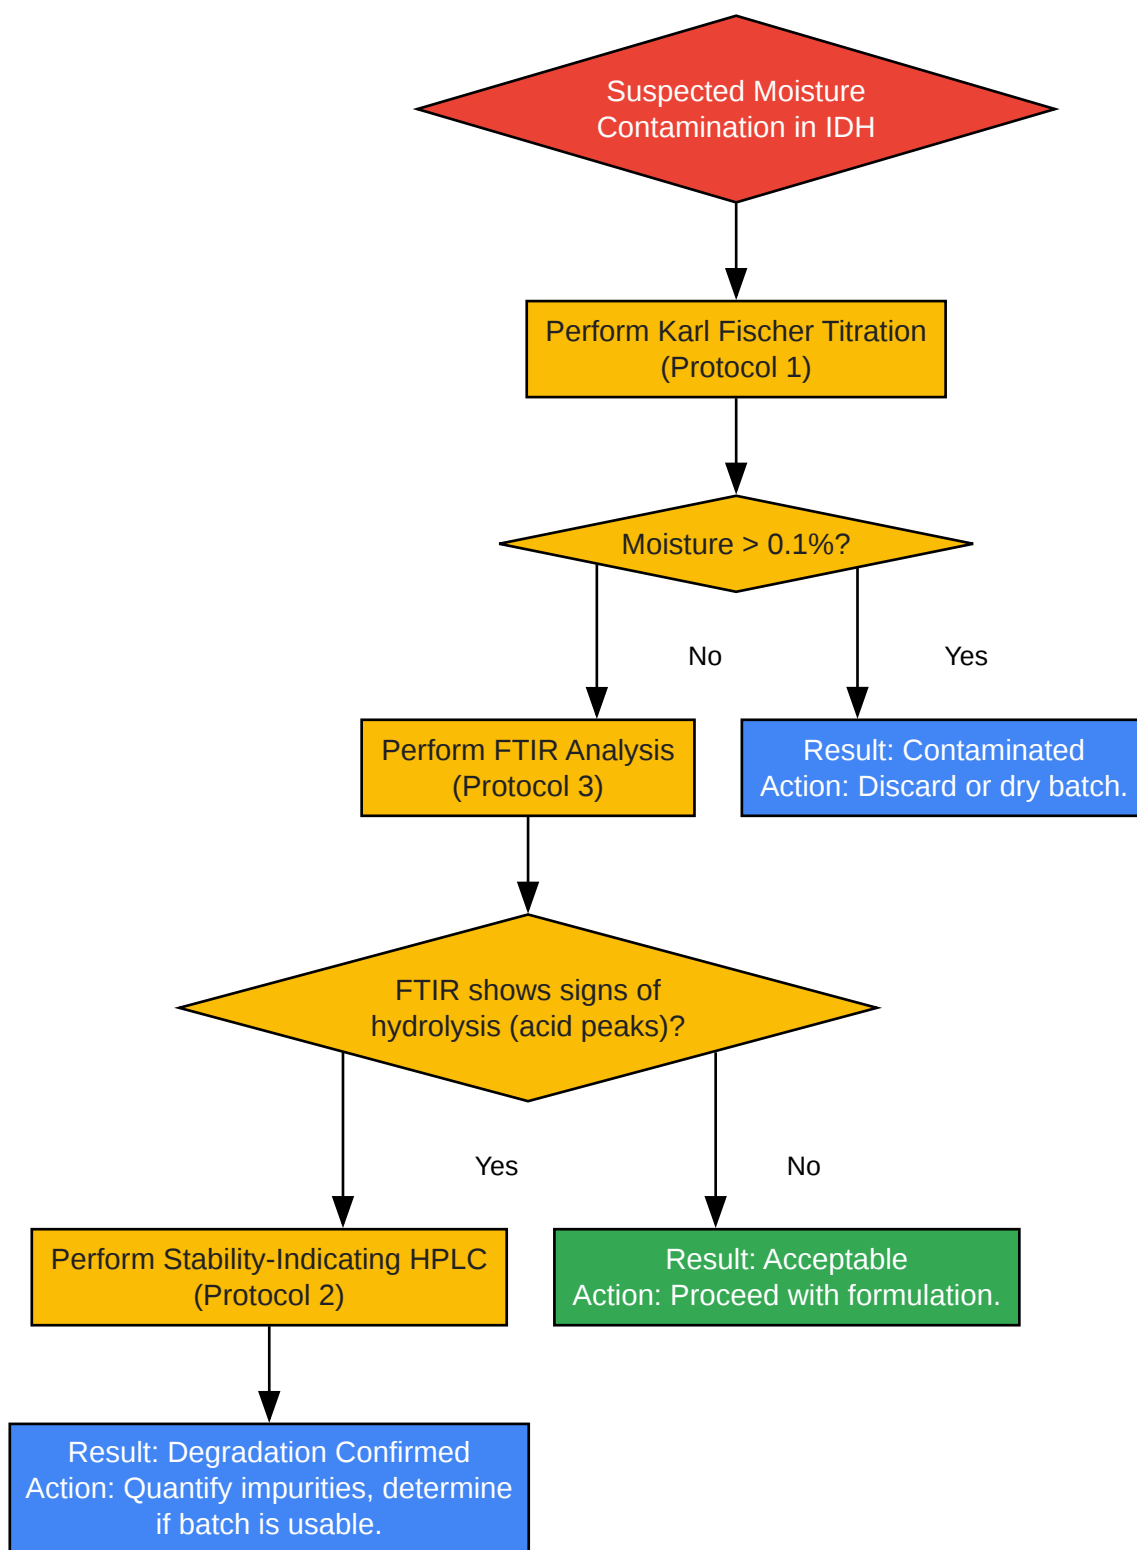 Suspected Moisture
Contamination in IDH
Perform Karl Fischer Titration
(Protocol 1)
Moisture > 0.1%?
No
Yes
Perform FTIR Analysis
(Protocol 3)
Result: Contaminated
Action: Discard or dry batch.
FTIR shows signs of
hydrolysis (acid peaks)?
Yes
No
Perform Stability-Indicating HPLC
(Protocol 2)
Result: Acceptable
Action: Proceed with formulation.
Result: Degradation Confirmed
Action: Quantify impurities, determine
if batch is usable.